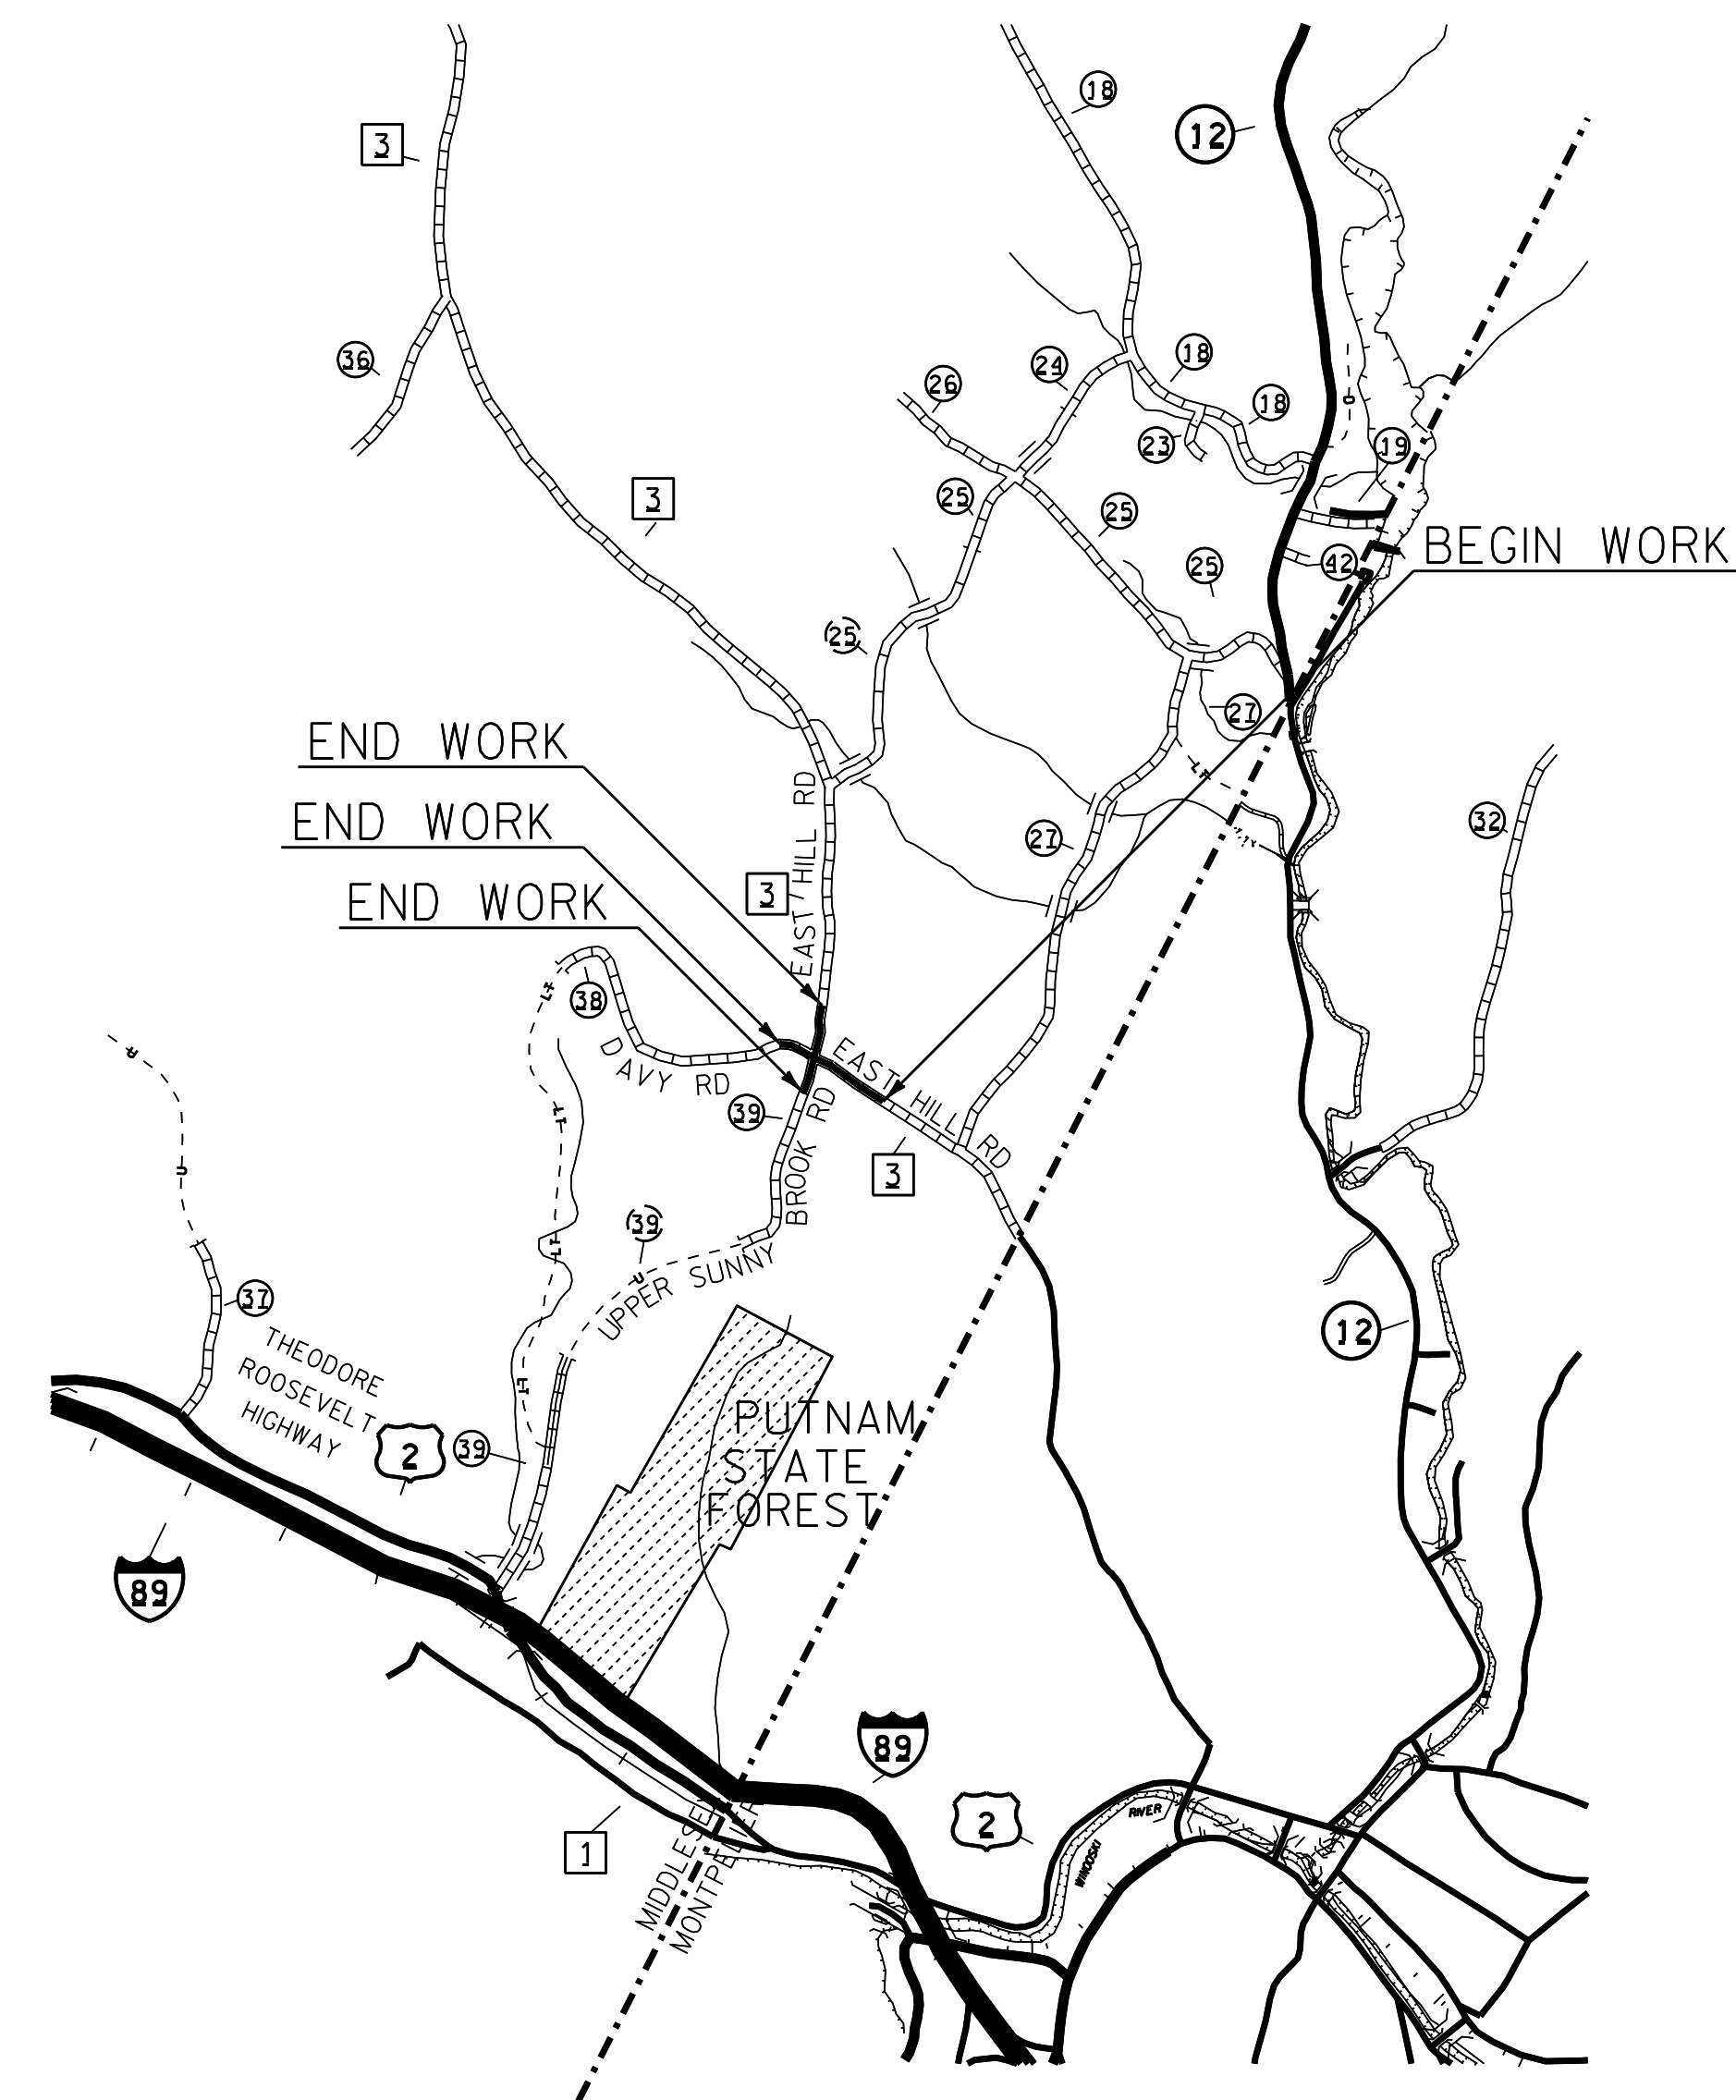 18
12
3
36
24
18
26
18
23
19
3
25
25
BEGIN WORK
42
25
25
27
END WORK
END WORK
32
27
EAST HILL RD
3
END WORK
38
DAVY RD
EAST HILL RD
39
BROOK RD
3
39
UPPER SUNNY
37
THEODORE
ROOSEVELT
HIGHWAY
12
2
39
PUTNAM
STATE
FOREST
89
89
2
RIVER
WINOOSKI
1
MIDDLESEX
MONTPELIER